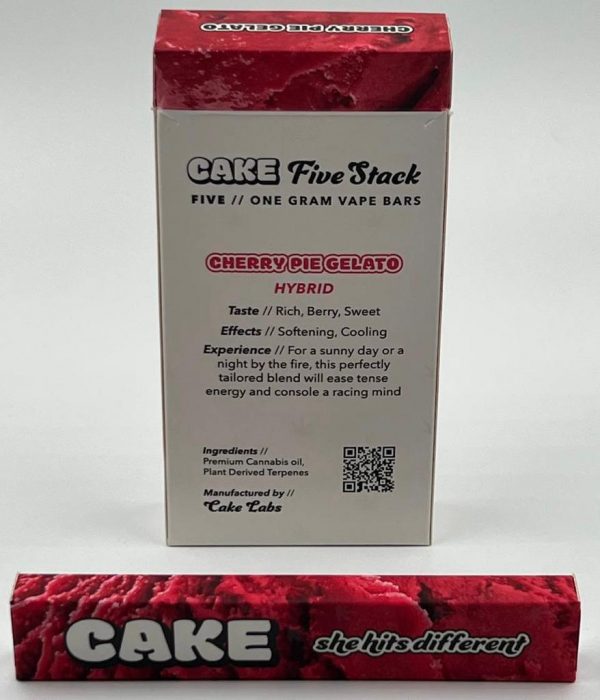 CHERRY PIE GELATO
CAKE Five Stack
FIVE // ONE GRAM VAPE BARS
CHERRY PIE GELATO
HYBRID
Taste // Rich, Berry, Sweet
Effects // Softening, Cooling
Experience // For a sunny day or a
night by the fire, this perfectly
tailored blend will ease tense
energy and console a racing mind
Ingredients //
Premium Cannabis oil,
Plant Derived Terpenes
Manufactured by //
Cake Labs
CAKE she hits different